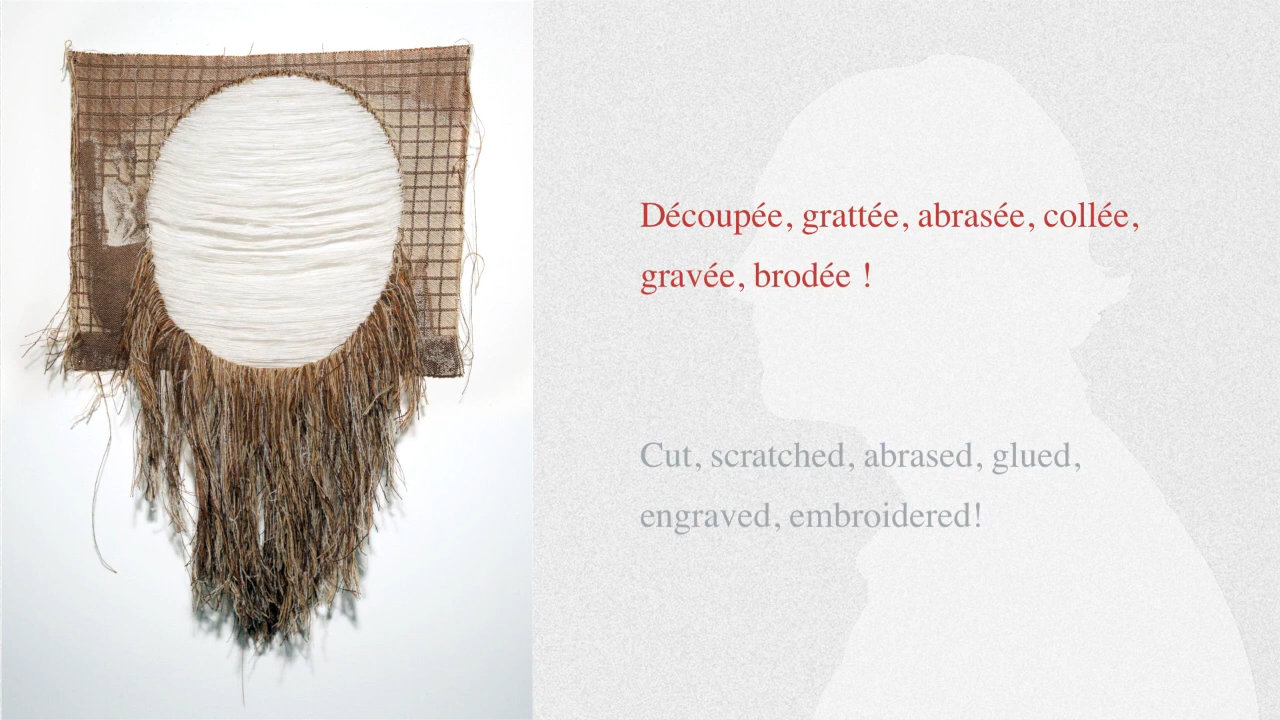 Découpée, grattée, abrasée, collée,
gravée, brodée !
Cut, scratched, abrased, glued,
engraved, embroidered!